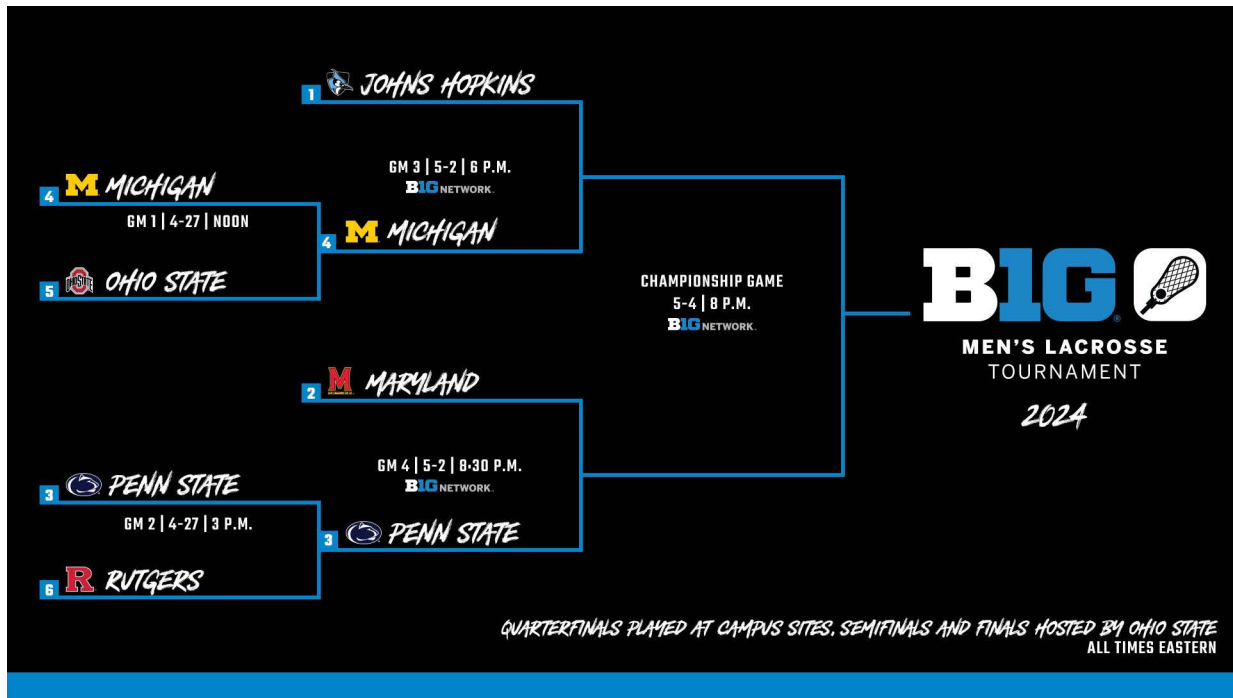 1 JOHNS HOPKINS
GM 3 | 5-2 | 6 P.M.
B1G NETWORK.
4 M MICHIGAN
GM 1 | 4-27 | NOON
4 M MICHIGAN
5 OHIO STATE OHIO STATE
CHAMPIONSHIP GAME
5-4 | 8 P.M.
B1G NETWORK.
B1G
MEN'S LACROSSE
TOURNAMENT
2024
2 M MARYLAND
GM 4 | 5-2 | 8:30 P.M.
B1G NETWORK.
3 PENN STATE
GM 2 | 4-27 | 3 P.M.
3 PENN STATE
6 R RUTGERS
QUARTERFINALS PLAYED AT CAMPUS SITES. SEMIFINALS AND FINALS HOSTED BY OHIO STATE
ALL TIMES EASTERN